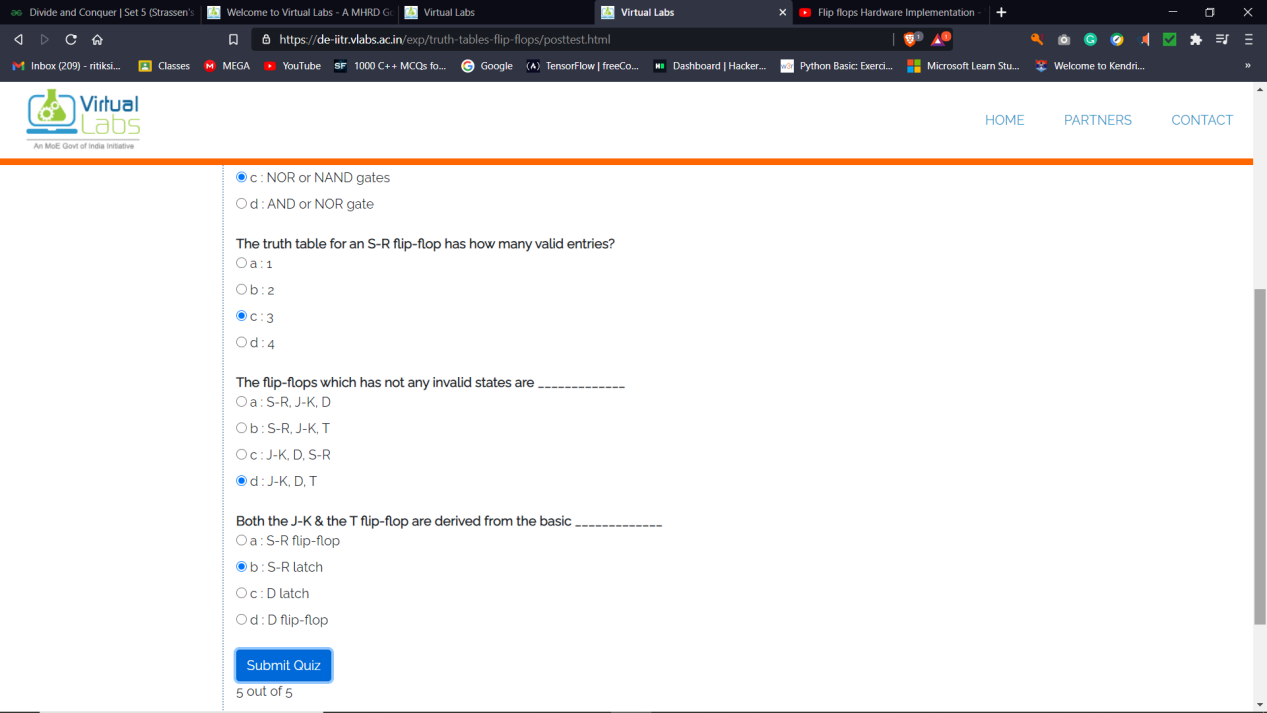 Divide and Conquer | Set 5 (Strassen's
Welcome to Virtual Labs - A MHRD Go
Virtual Labs
Virtual Labs
Flip flops Hardware Implementation -
https://de-iitr.vlabs.ac.in/exp/truth-tables-flip-flops/posttest.html
Inbox (209) - ritiksi...
Classes
MEGA
YouTube
SF 1000 C++ MCQs fo...
Google
TensorFlow | freeCo...
Dashboard | Hacker...
w3r Python Basic: Exerci...
Microsoft Learn Stu...
Welcome to Kendri...
Virtual
Labs
An MoE Govt of India Initiative
HOME
PARTNERS
CONTACT
c : NOR or NAND gates
d : AND or NOR gate
The truth table for an S-R flip-flop has how many valid entries?
a : 1
b : 2
c : 3
d : 4
The flip-flops which has not any invalid states are _____________
a : S-R, J-K, D
b : S-R, J-K, T
c : J-K, D, S-R
d : J-K, D, T
Both the J-K & the T flip-flop are derived from the basic _____________
a : S-R flip-flop
b : S-R latch
c : D latch
d : D flip-flop
Submit Quiz
5 out of 5